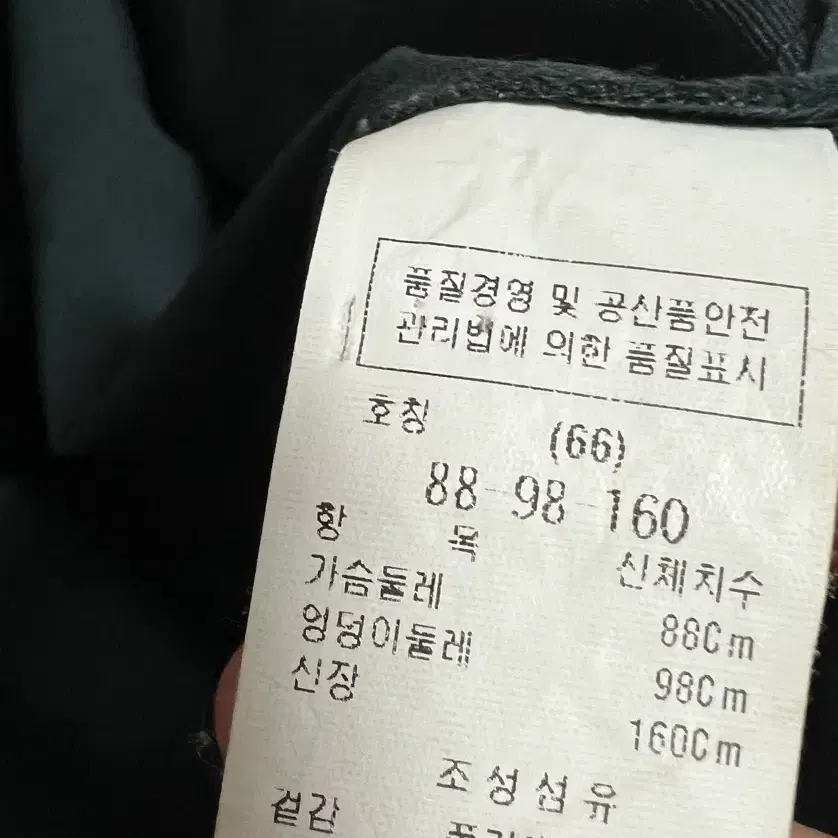 품질경영 및 공산품안전
관리법에 의한 품질표시
호칭 (66)
88-98-160
항 목 신체치수
가슴둘레 88Cm
엉덩이둘레 98Cm
신장 160Cm
조성섬유
겉감